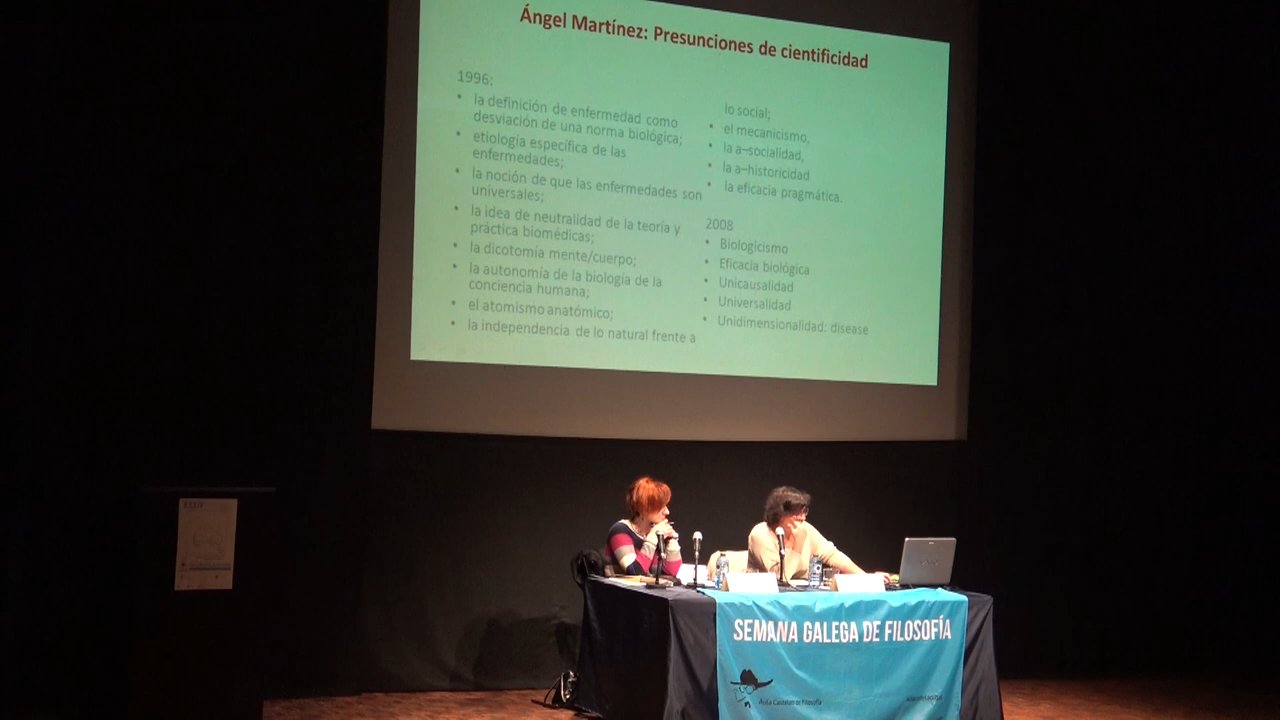 Ángel Martínez: Presunciones de cientificidad
1996:
• la definición de enfermedad como
desviación de una norma biológica;
• etiología específica de las
enfermedades;
• la noción de que las enfermedades son
universales;
• la idea de neutralidad de la teoría y
práctica biomédicas;
• la dicotomía mente/cuerpo;
• la autonomía de la biología de la
conciencia humana;
• el atomismo anatómico;
• la independencia de lo natural frente a
lo social;
• el mecanicismo,
• la a–socialidad,
• la a–historicidad
• la eficacia pragmática.
2008
• Biologicismo
• Eficacia biológica
• Unicausalidad
• Universalidad
• Unidimensionalidad: disease
SEMANA GALEGA DE FILOSOFÍA
Aula Castelao de Filosofía